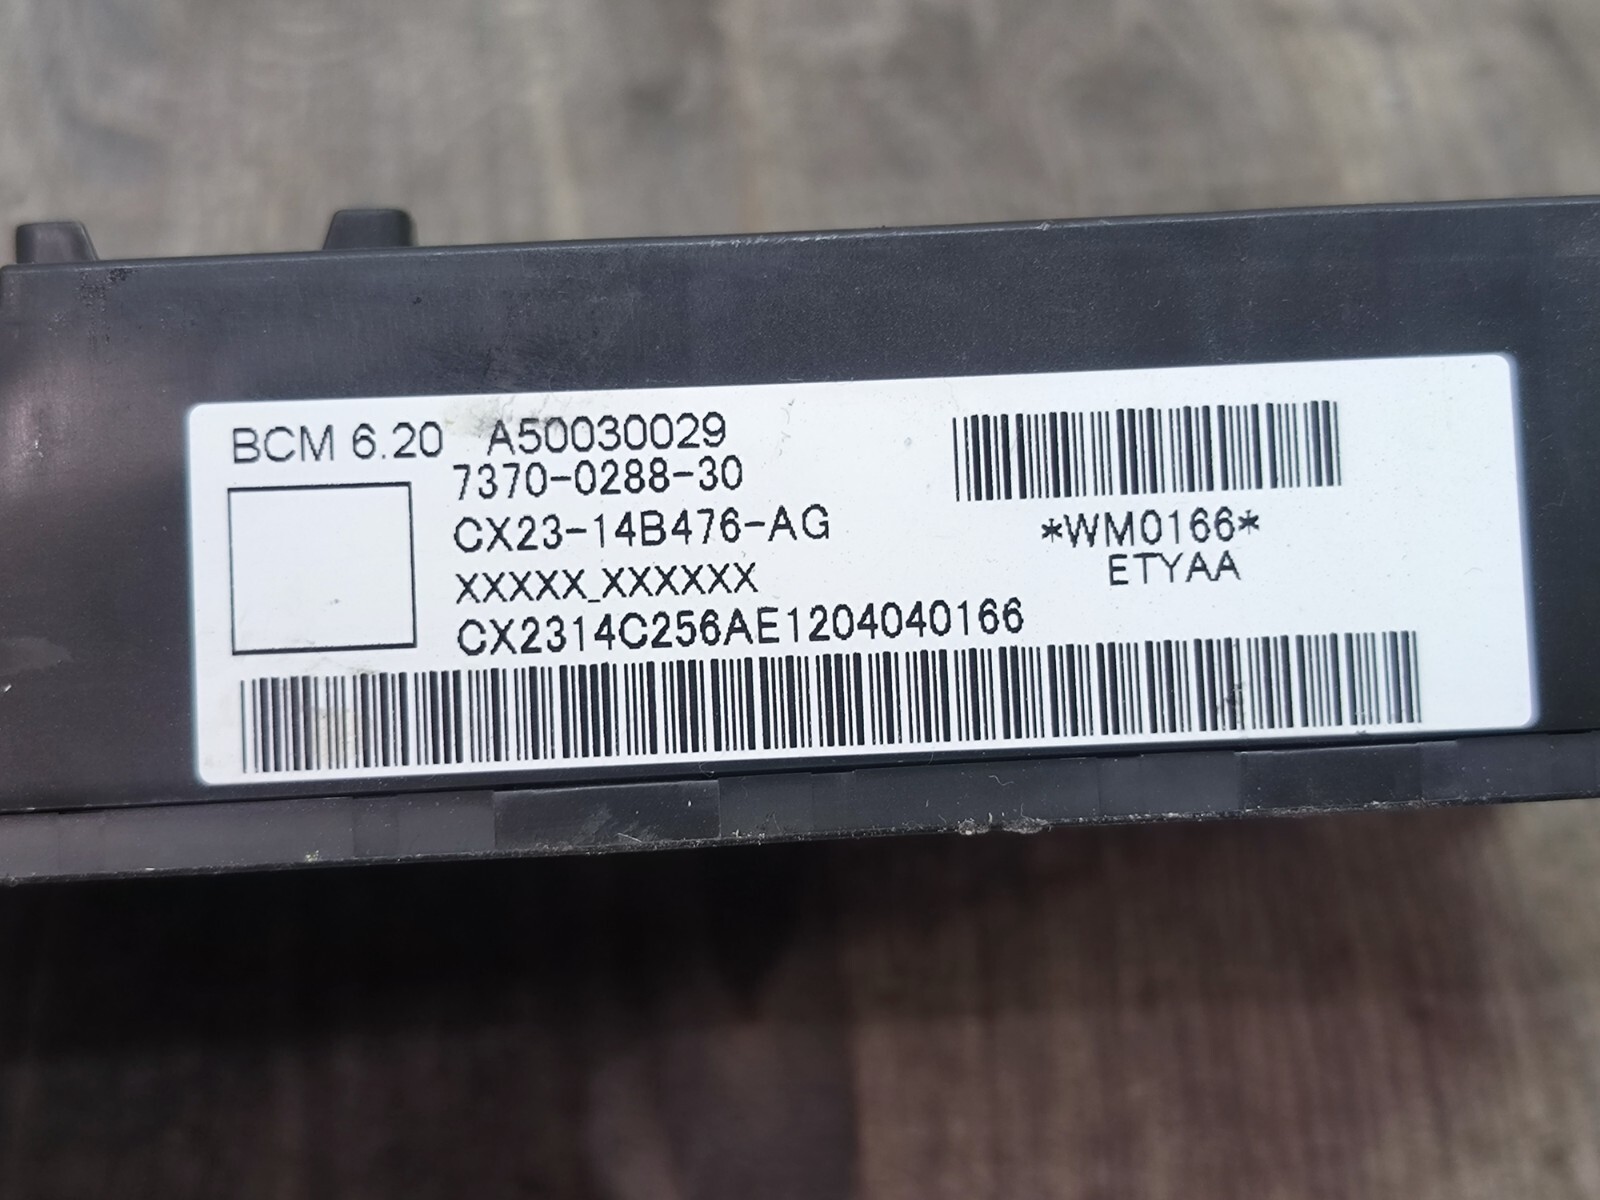 BCM 6.20 A50030029
7370-0288-30
CX23-14B476-AG
XXXXX_XXXXXX
CX2314C256AE1204040166
*WM0166*
ETYAA